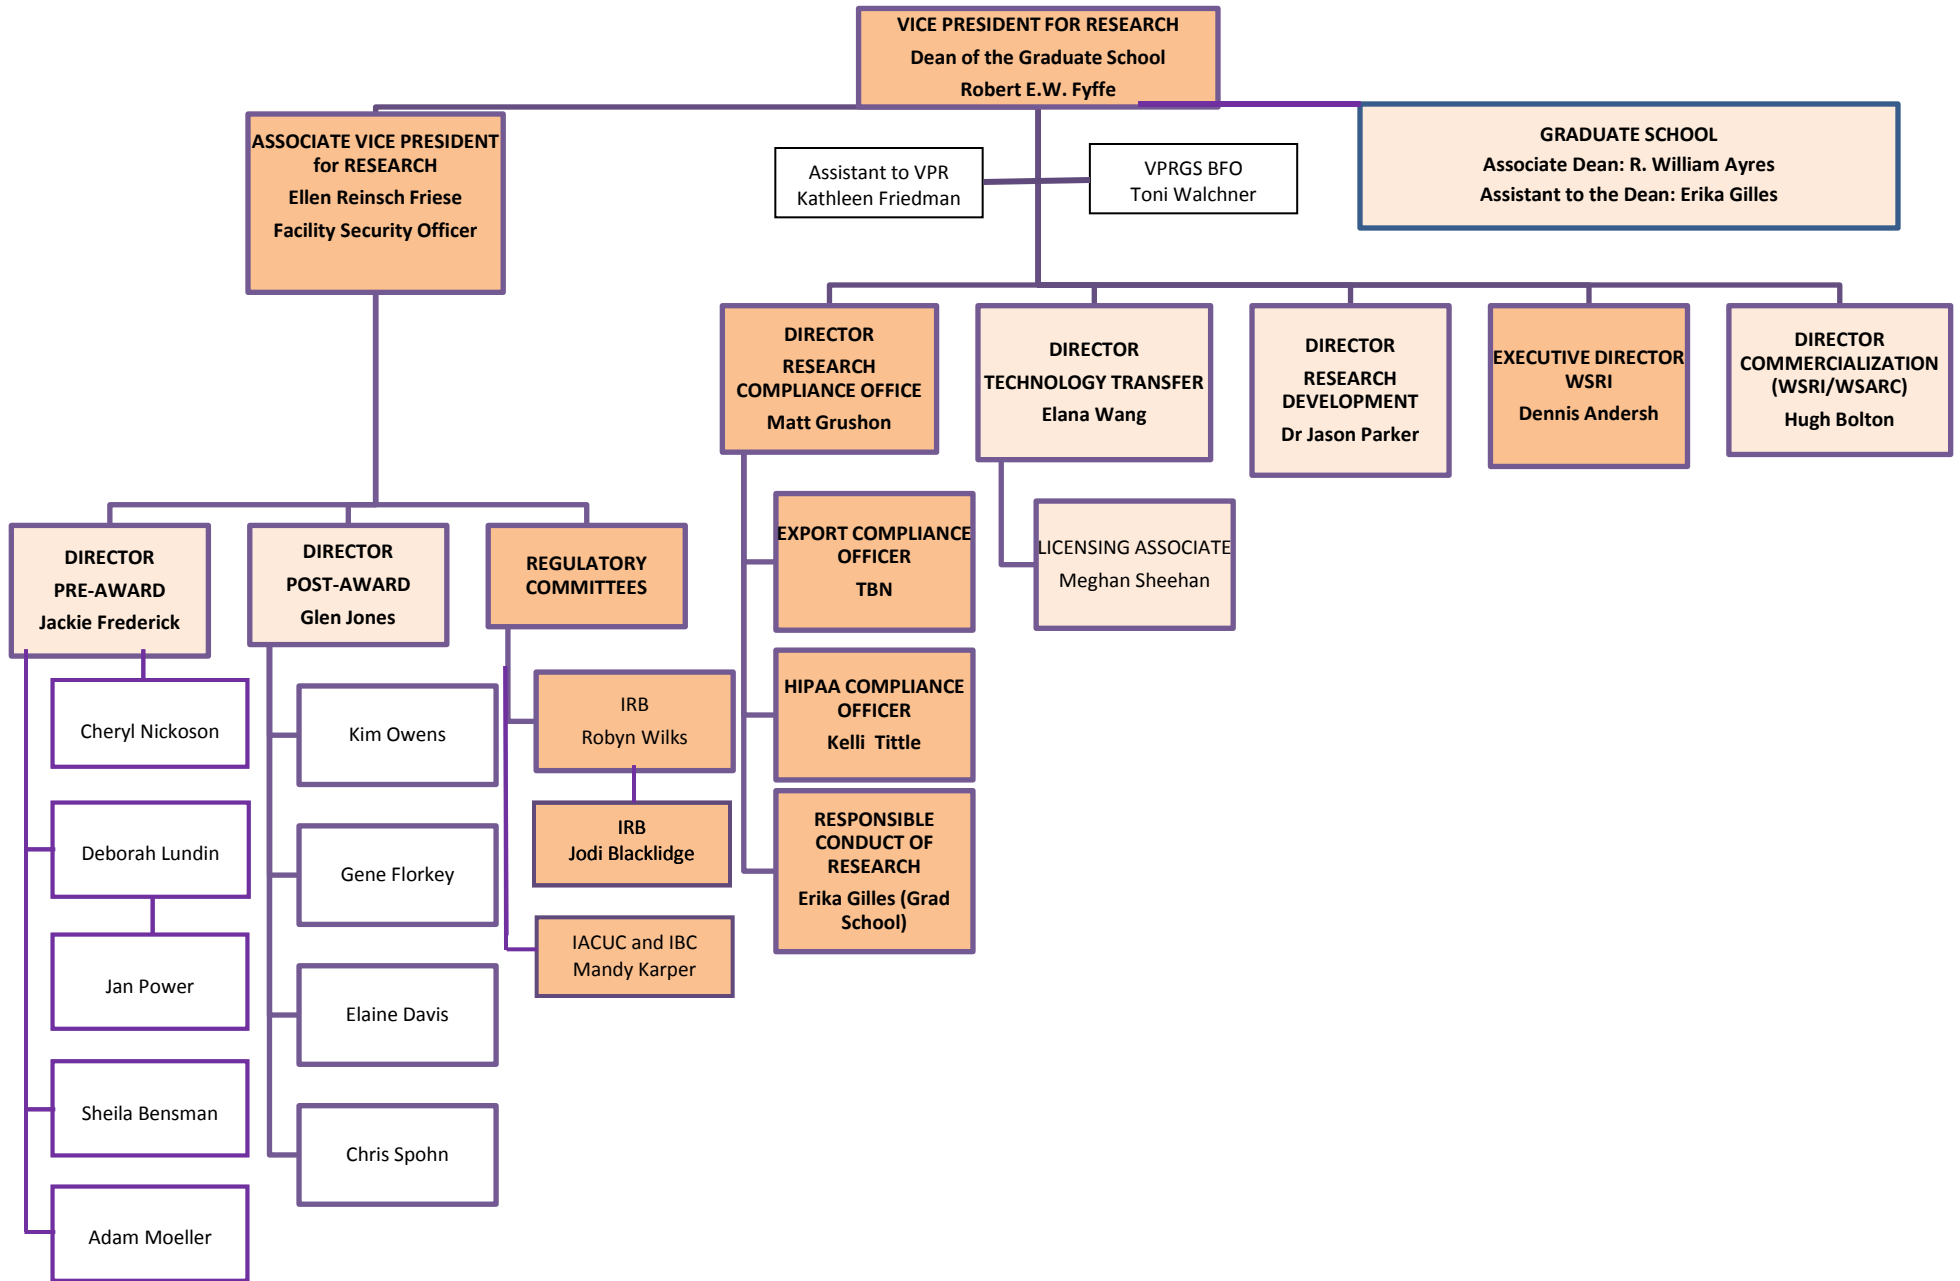 VICE PRESIDENT FOR RESEARCH
Dean of the Graduate School
Robert E.W. Fyffe
ASSOCIATE VICE PRESIDENT
for RESEARCH
Ellen Reinsch Friese
Facility Security Officer
Assistant to VPR
Kathleen Friedman
VPRGS BFO
Toni Walchner
GRADUATE SCHOOL
Associate Dean: R. William Ayres
Assistant to the Dean: Erika Gilles
DIRECTOR
RESEARCH
COMPLIANCE OFFICE
Matt Grushon
DIRECTOR
TECHNOLOGY TRANSFER
Elana Wang
DIRECTOR
RESEARCH
DEVELOPMENT
Dr Jason Parker
EXECUTIVE DIRECTOR
WSRI
Dennis Andersh
DIRECTOR
COMMERCIALIZATION
(WSRI/WSARC)
Hugh Bolton
DIRECTOR
PRE-AWARD
Jackie Frederick
DIRECTOR
POST-AWARD
Glen Jones
REGULATORY
COMMITTEES
EXPORT COMPLIANCE
OFFICER
TBN
LICENSING ASSOCIATE
Meghan Sheehan
Cheryl Nickoson
Deborah Lundin
Jan Power
Sheila Bensman
Adam Moeller
Kim Owens
Gene Florkey
Elaine Davis
Chris Spohn
IRB
Robyn Wilks
IRB
Jodi Blacklidge
IACUC and IBC
Mandy Karper
HIPAA COMPLIANCE
OFFICER
Kelli  Tittle
RESPONSIBLE
CONDUCT OF
RESEARCH
Erika Gilles (Grad
School)